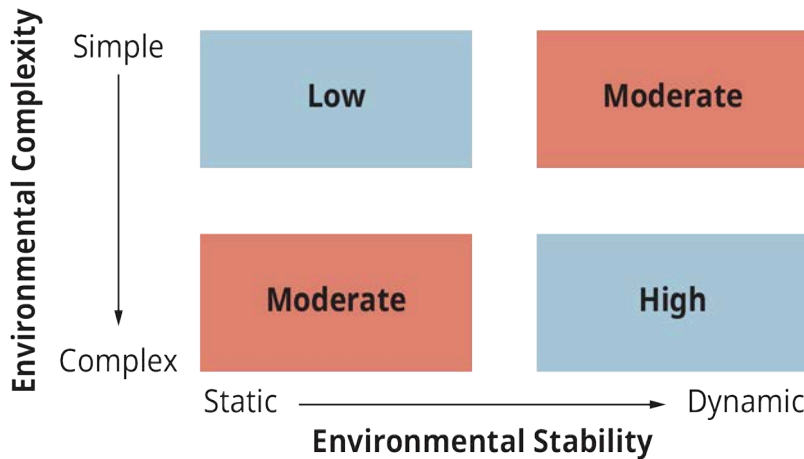 Environmental Complexity
Simple
Low
Moderate
Moderate
High
Complex
Static
Dynamic
Environmental Stability